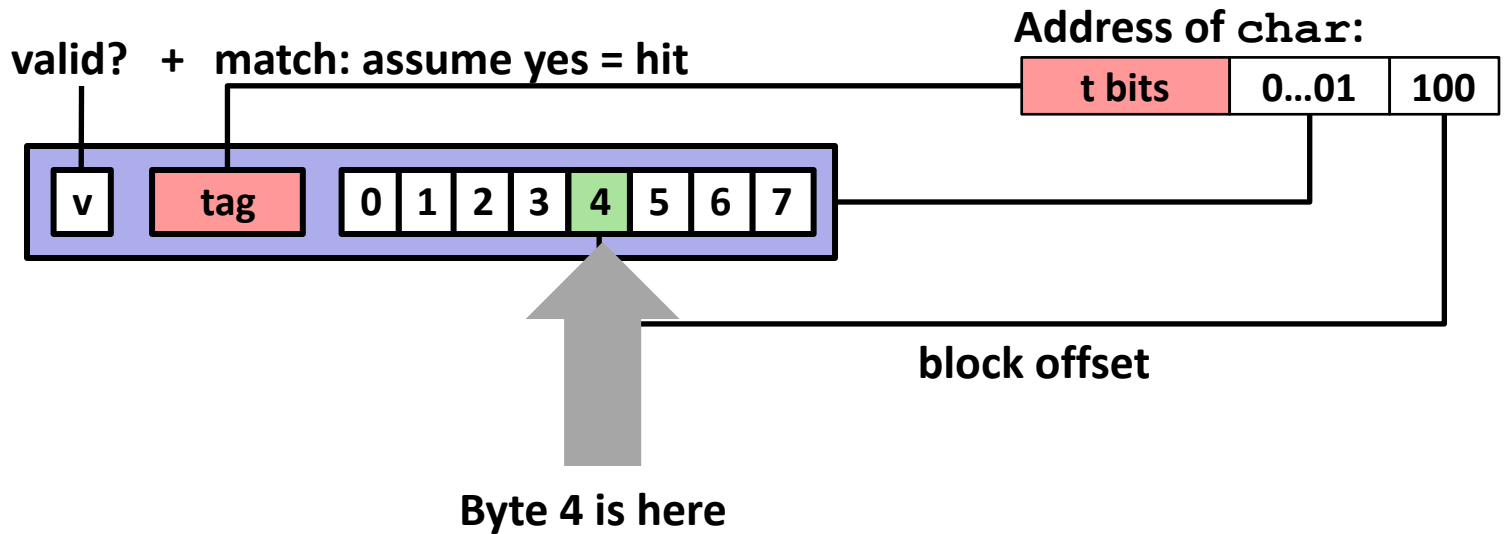 Address of char:
valid? + match: assume yes = hit
t bits 0...01 100
v tag 0 1 2 3 4 5 6 7
block offset
Byte 4 is here